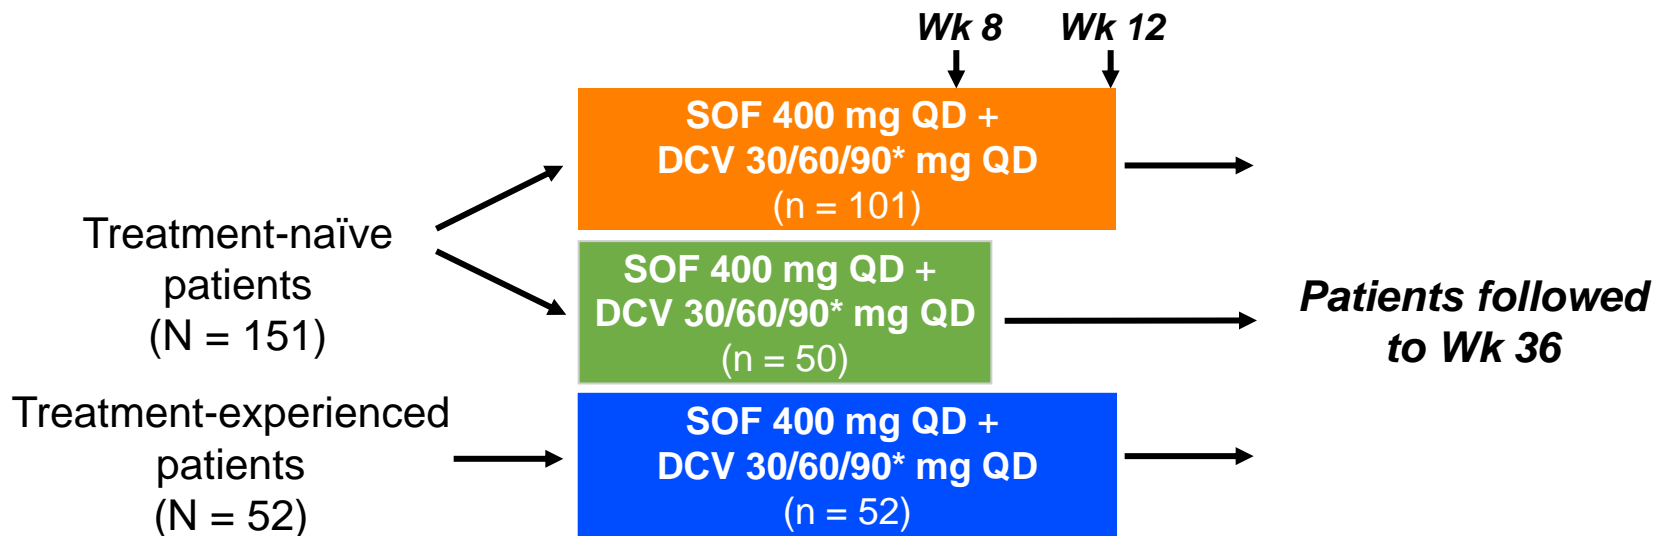 Wk 8 Wk 12
SOF 400 mg QD +
DCV 30/60/90* mg QD
(n = 101)
Treatment-naïve
patients
(N = 151)
SOF 400 mg QD +
DCV 30/60/90* mg QD
(n = 50)
Patients followed
to Wk 36
Treatment-experienced
patients
(N = 52)
SOF 400 mg QD +
DCV 30/60/90* mg QD
(n = 52)